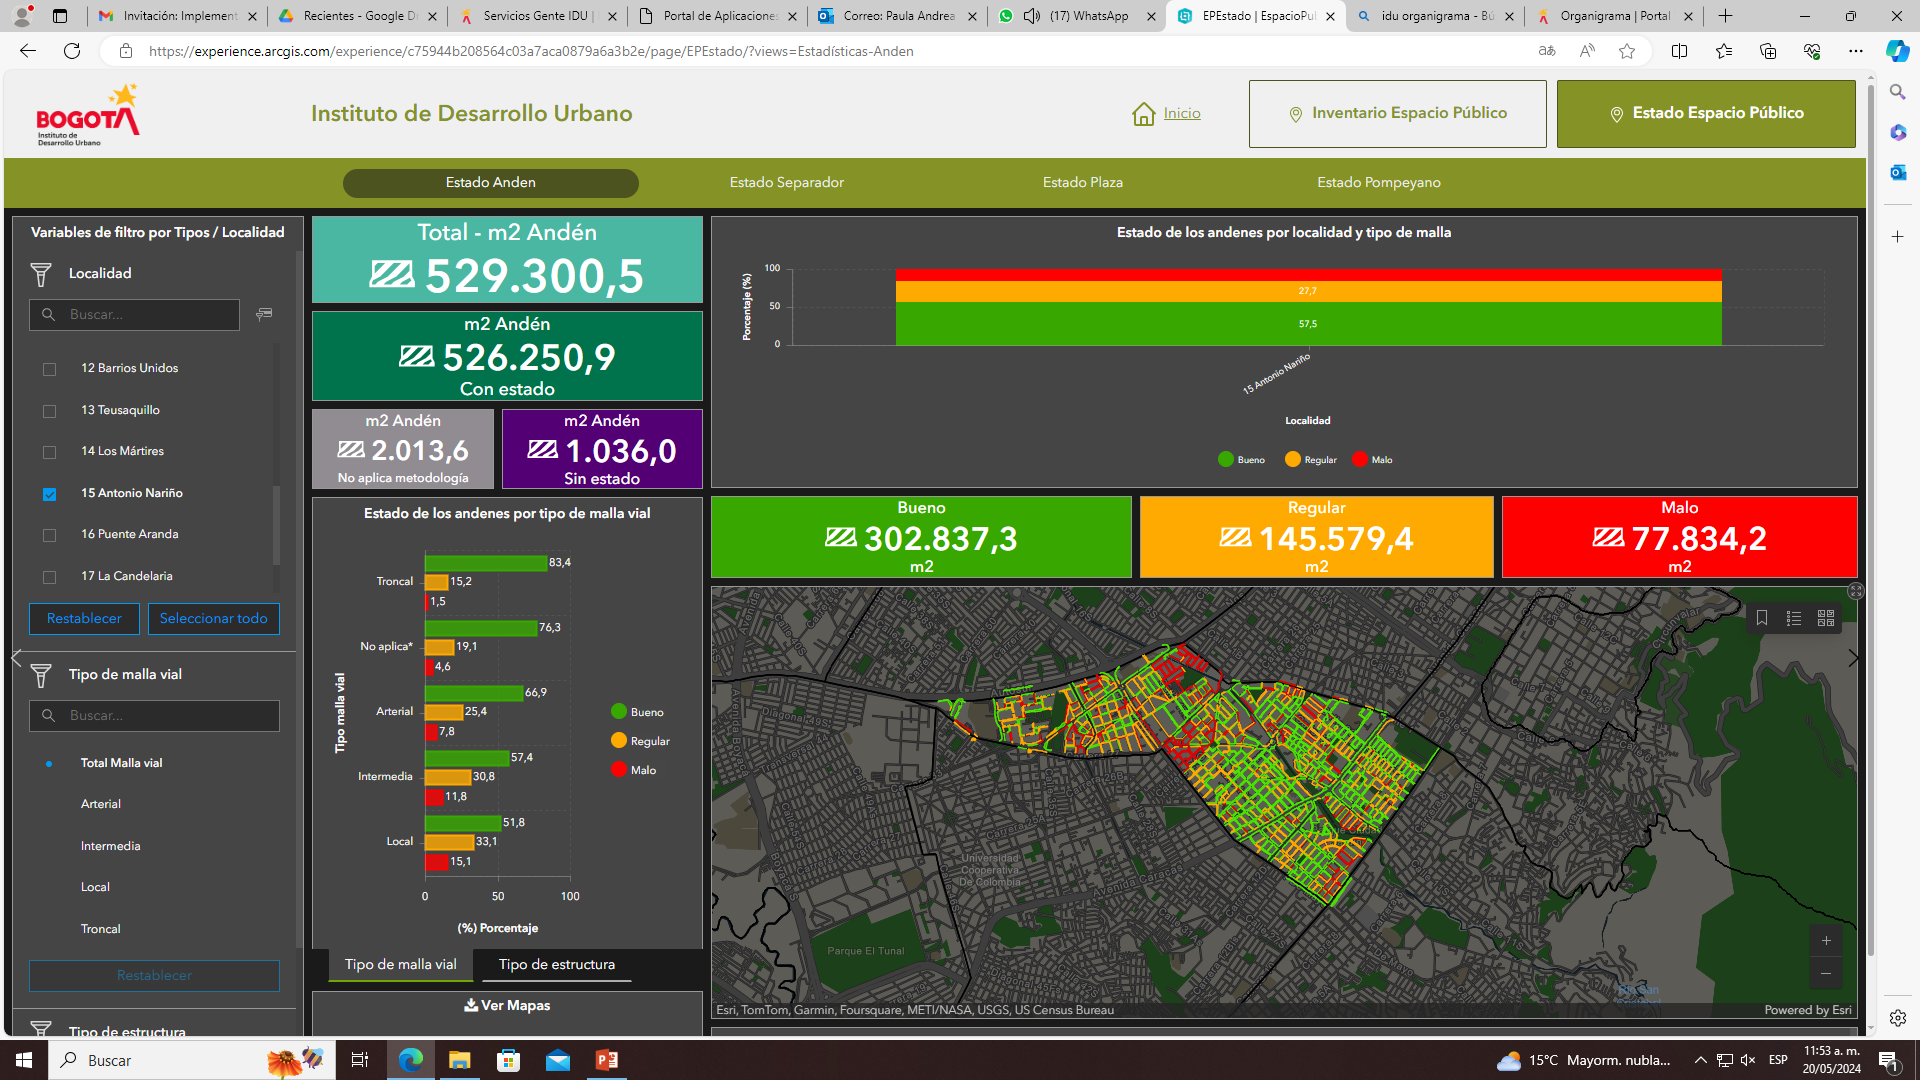 Invitación: Implement
Recientes - Google D
Servicios Gente IDU |
Portal de Aplicaciones
Correo: Paula Andrea
(17) WhatsApp
EPEstado | EspacioPul
idu organigrama - Bú
Organigrama | Portal
https://experience.arcgis.com/experience/c75944b208564c03a7aca0879a6a3b2e/page/EPEstado/?views=Estadísticas-Anden
BOGOTÁ
Instituto de
Desarrollo Urbano
Instituto de Desarrollo Urbano
Inicio
Inventario Espacio Público
Estado Espacio Público
Estado Anden
Estado Separador
Estado Plaza
Estado Pompeyano
Variables de filtro por Tipos / Localidad
Localidad
Buscar...
12 Barrios Unidos
13 Teusaquillo
14 Los Mártires
15 Antonio Nariño
16 Puente Aranda
17 La Candelaria
Restablecer
Seleccionar todo
Tipo de malla vial
Buscar...
Total Malla vial
Arterial
Intermedia
Local
Troncal
Restablecer
Tipo de estructura
Total - m2 Andén
529.300,5
m2 Andén
526.250,9
Con estado
m2 Andén
2.013,6
No aplica metodología
m2 Andén
1.036,0
Sin estado
Estado de los andenes por tipo de malla vial
Tipo malla vial
Troncal
83,4
15,2
1,5
No aplica*
76,3
19,1
4,6
Arterial
66,9
25,4
7,8
Intermedia
57,4
30,8
11,8
Local
51,8
33,1
15,1
0
50
100
(%) Porcentaje
Bueno
Regular
Malo
Tipo de malla vial
Tipo de estructura
Ver Mapas
Estado de los andenes por localidad y tipo de malla
Porcentaje (%)
100
50
0
27,7
57,5
15 Antonio Nariño
Localidad
Bueno
Regular
Malo
Bueno
302.837,3
m2
Regular
145.579,4
m2
Malo
77.834,2
m2
Diagonal 49S
Universidad
Cooperativa
De Colombia
Avenida Caracas
Parque El Tunal
Esri, TomTom, Garmin, Foursquare, METI/NASA, USGS, US Census Bureau
Powered by Esri
Buscar
15°C Mayorm. nubla...
ESP
11:53 a. m.
20/05/2024
1